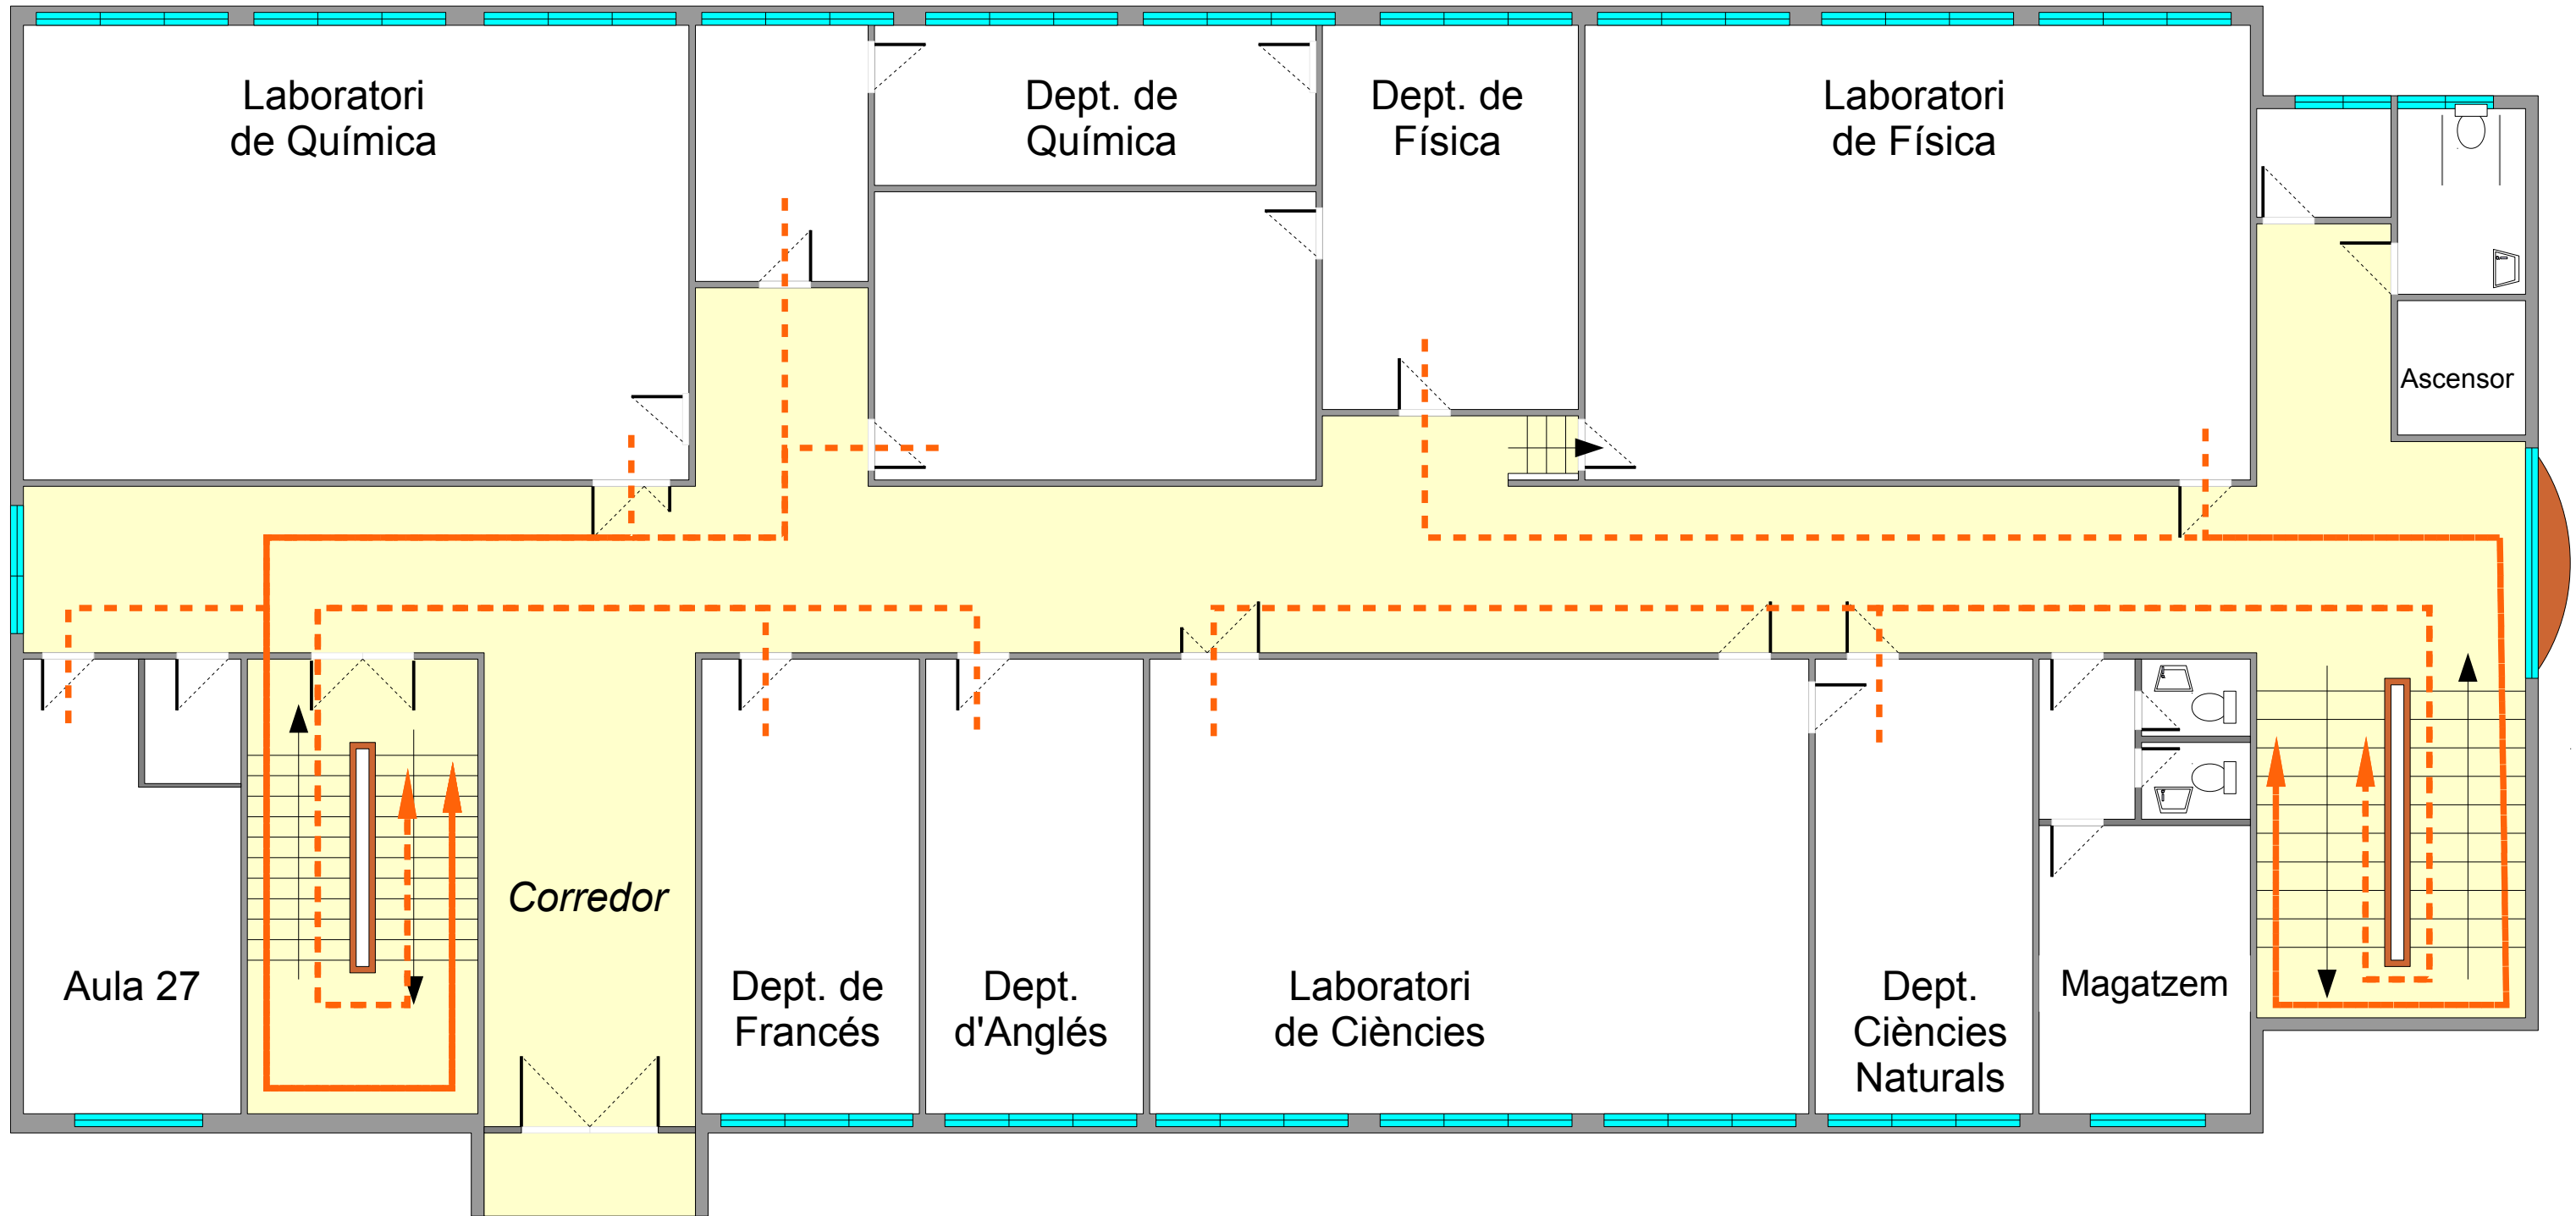 Laboratori
de Química
Dept. de
Química
Dept. de
Física
Laboratori
de Física
Ascensor
Corredor
Aula 27
Dept. de
Francés
Dept.
d'Anglés
Laboratori
de Ciències
Dept.
Ciències
Naturals
Magatzem